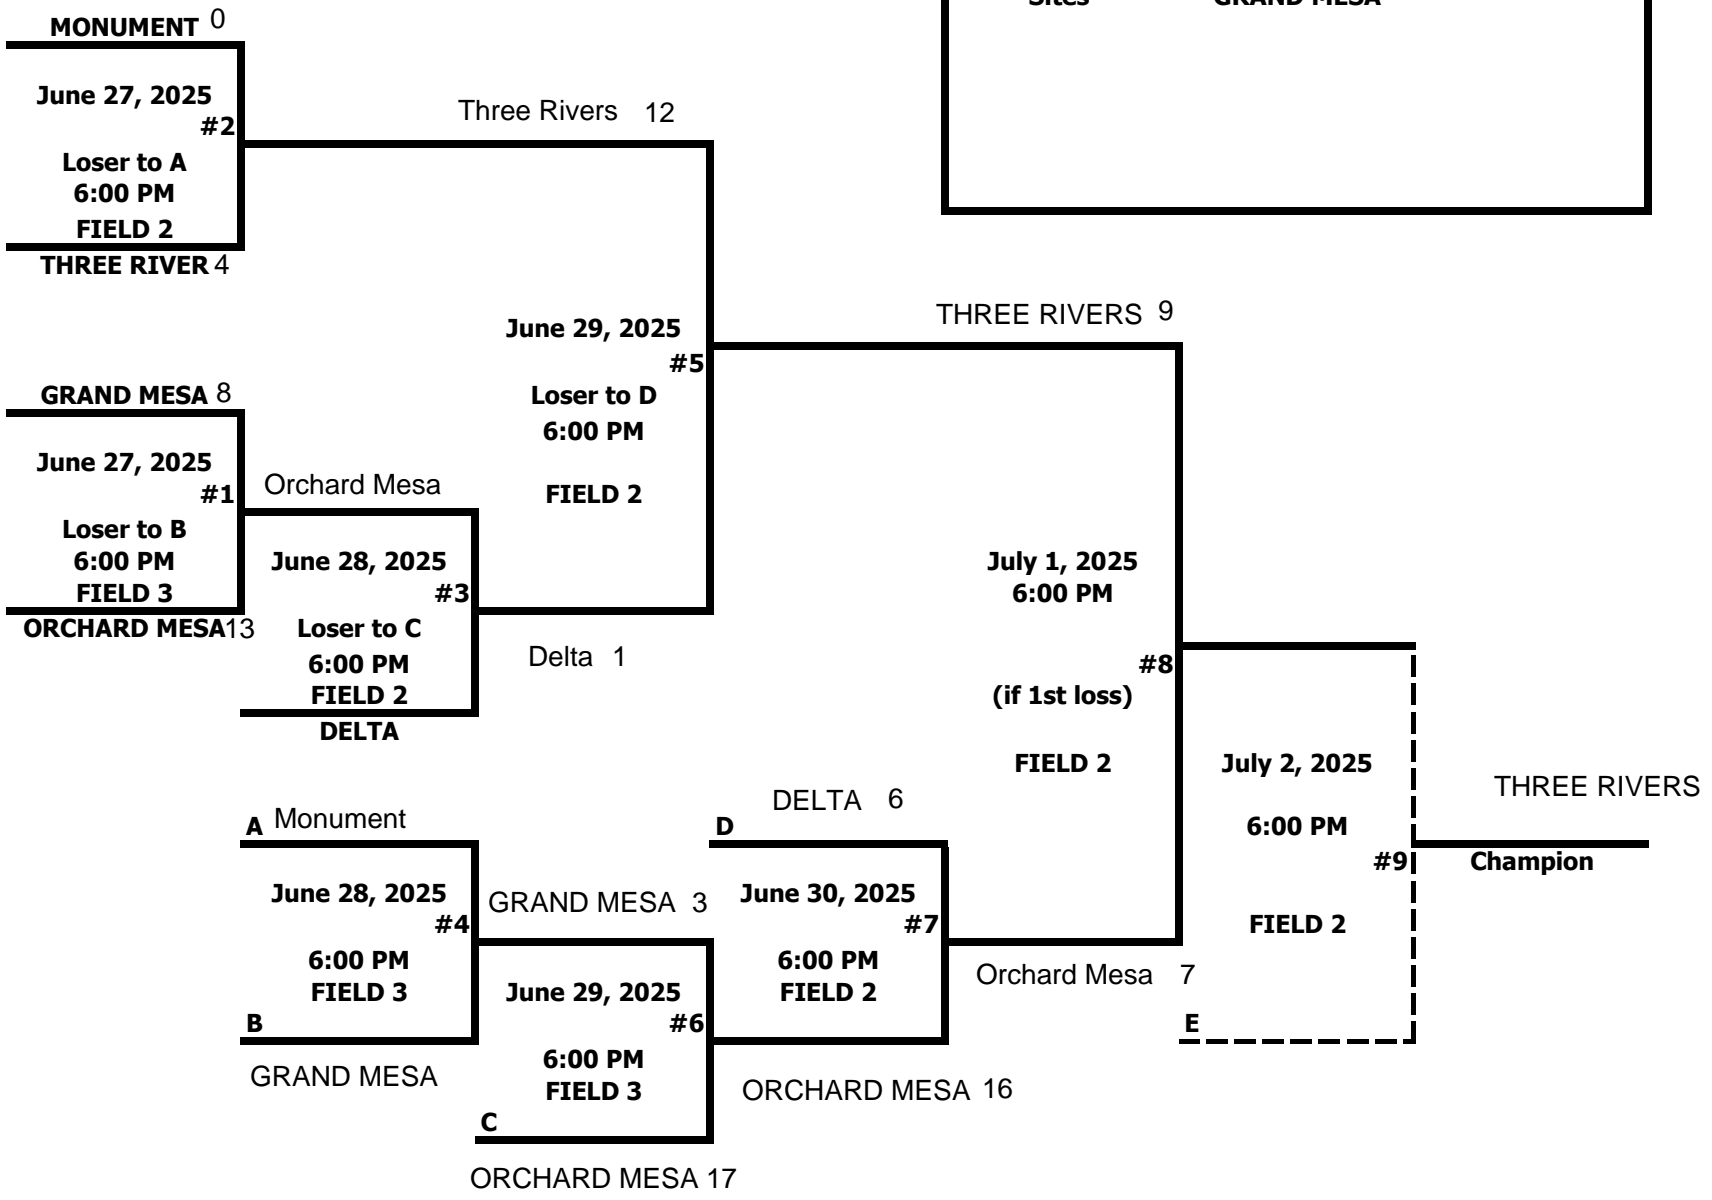 Sites GRAND MESA
MONUMENT 0
June 27, 2025
#2
Loser to A
6:00 PM
FIELD 2
THREE RIVER 4
Three Rivers 12
GRAND MESA 8
June 27, 2025
#1
Loser to B
6:00 PM
FIELD 3
ORCHARD MESA 13
Orchard Mesa
June 28, 2025
#3
Loser to C
6:00 PM
FIELD 2
DELTA
June 29, 2025
#5
Loser to D
6:00 PM
FIELD 2
Delta 1
THREE RIVERS 9
July 1, 2025
6:00 PM
#8
(if 1st loss)
FIELD 2
A Monument
June 28, 2025
#4
6:00 PM
FIELD 3
B
GRAND MESA
GRAND MESA 3
June 29, 2025
#6
6:00 PM
FIELD 3
C
ORCHARD MESA 17
DELTA 6
D
June 30, 2025
#7
6:00 PM
FIELD 2
ORCHARD MESA 16
Orchard Mesa 7
July 2, 2025
6:00 PM
#9
FIELD 2
E
THREE RIVERS
Champion